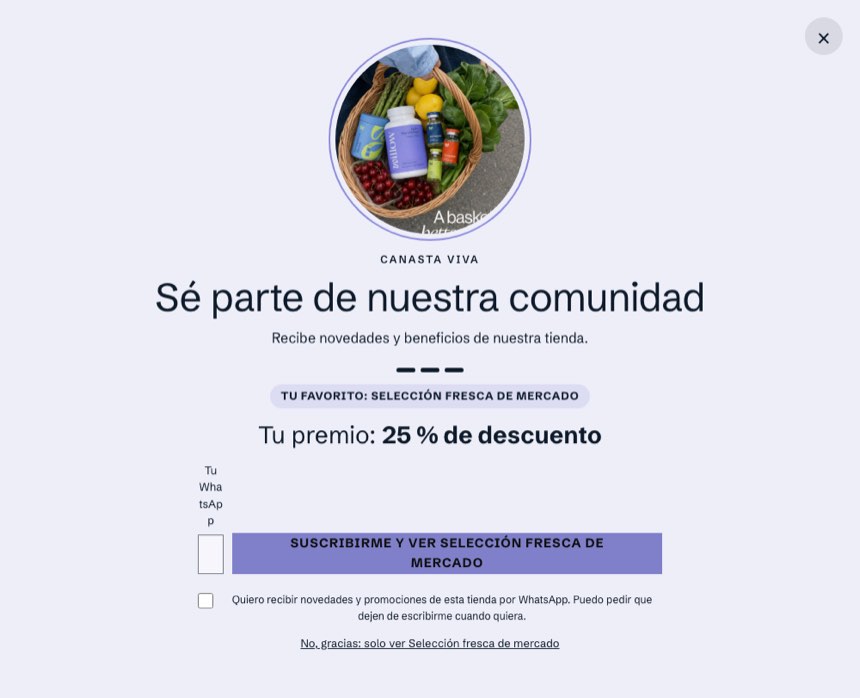 willow
A baske
CANASTA VIVA
Sé parte de nuestra comunidad
Recibe novedades y beneficios de nuestra tienda.
TU FAVORITO: SELECCIÓN FRESCA DE MERCADO
Tu premio: 25 % de descuento
Tu
Wha
tsAp
p
SUSCRIBIRME Y VER SELECCIÓN FRESCA DE
MERCADO
Quiero recibir novedades y promociones de esta tienda por WhatsApp. Puedo pedir que
dejen de escribirme cuando quiera.
No, gracias: solo ver Selección fresca de mercado